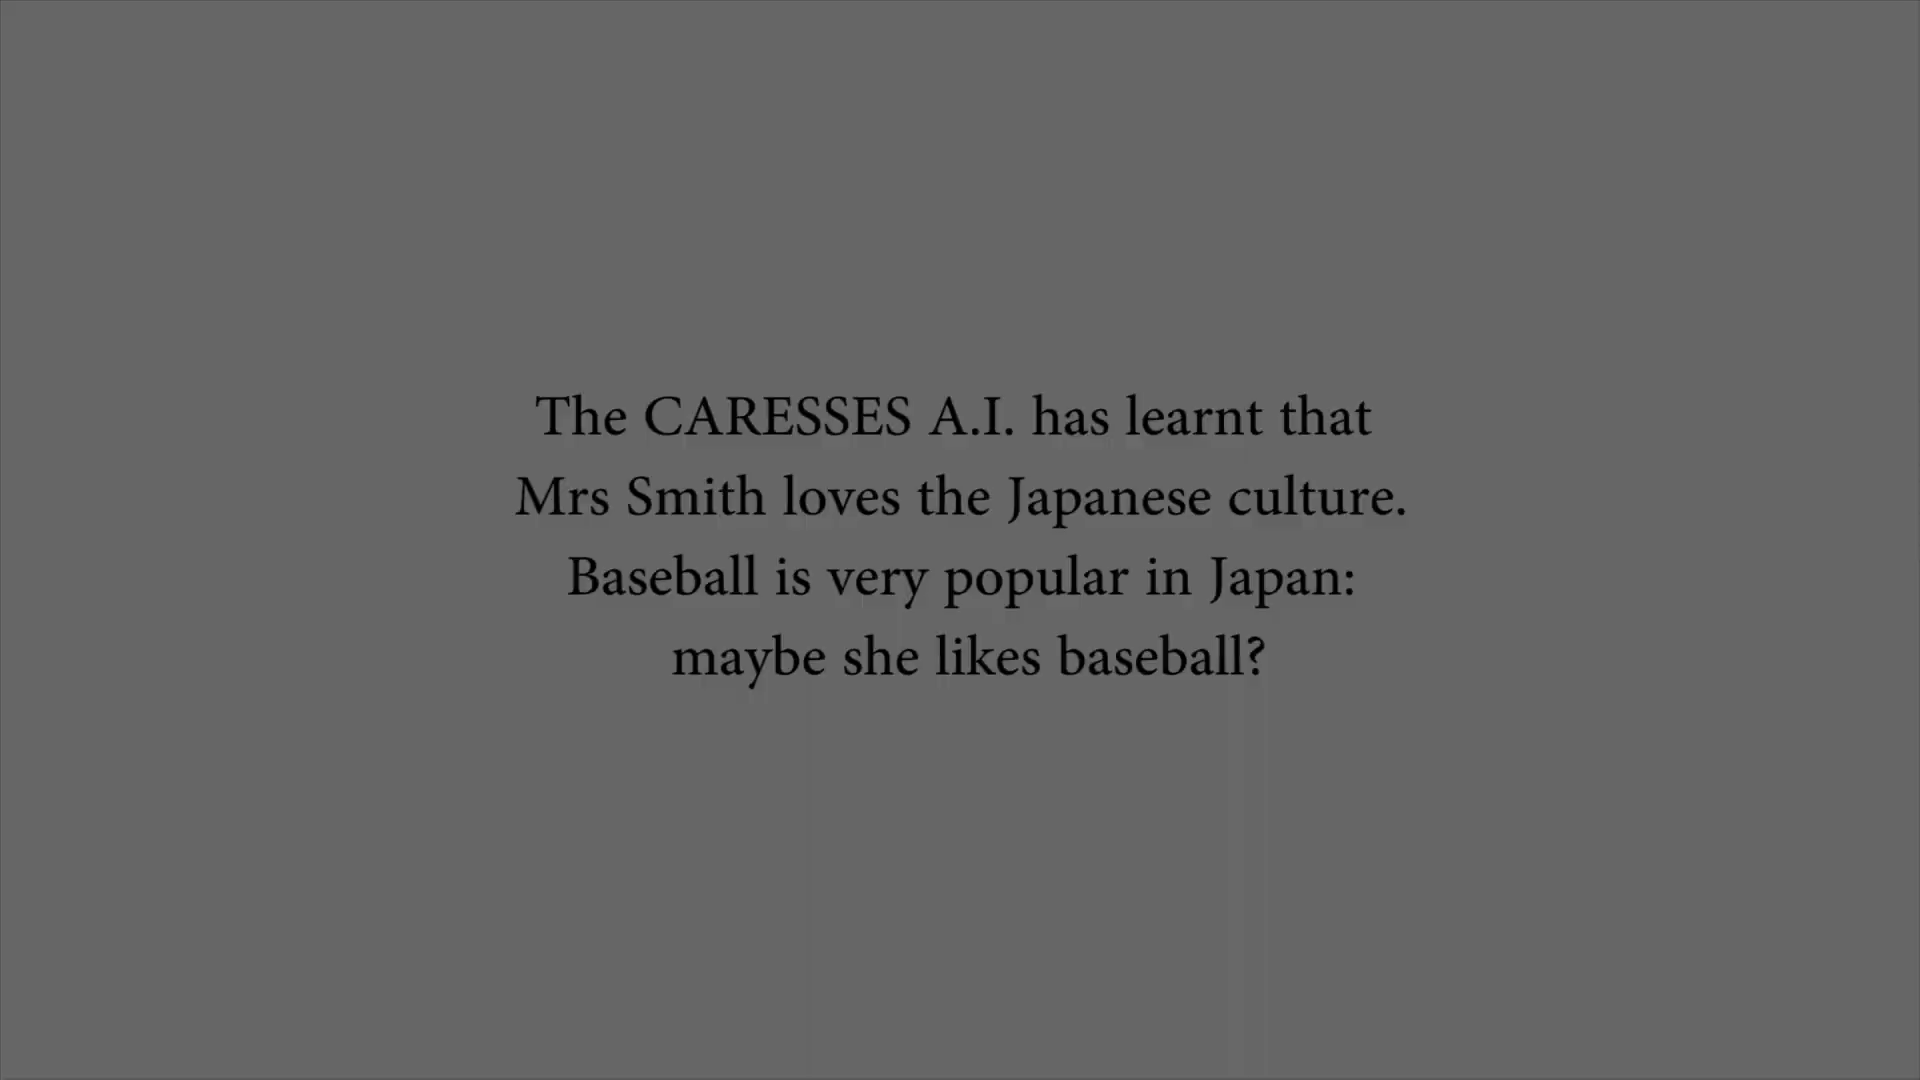 The CARESSES A.I. has learnt that
Mrs Smith loves the Japanese culture.
Baseball is very popular in Japan:
maybe she likes baseball?